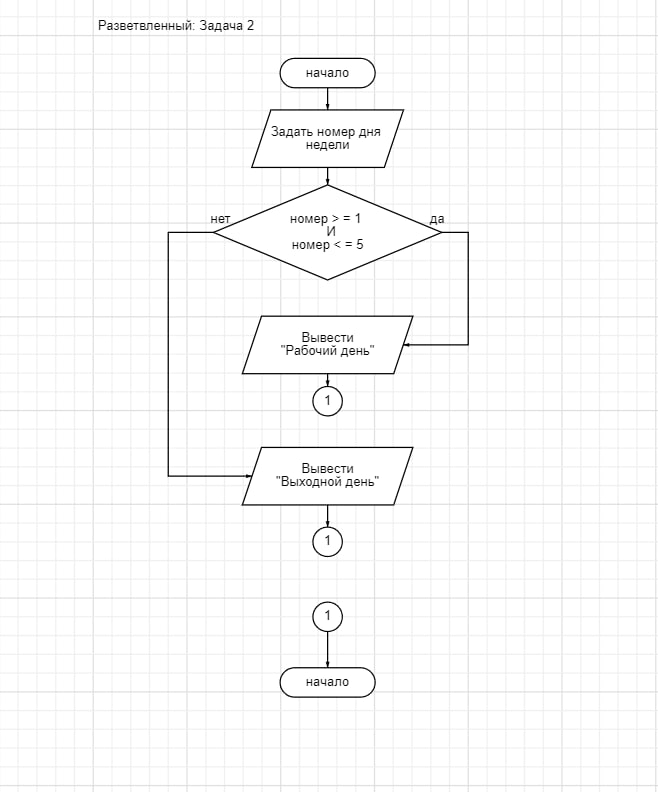 Разветвленный: Задача 2
начало
Задать номер дня
недели
нет
да
номер > = 1
И
номер < = 5
Вывести
"Рабочий день"
1
Вывести
"Выходной день"
1
1
начало